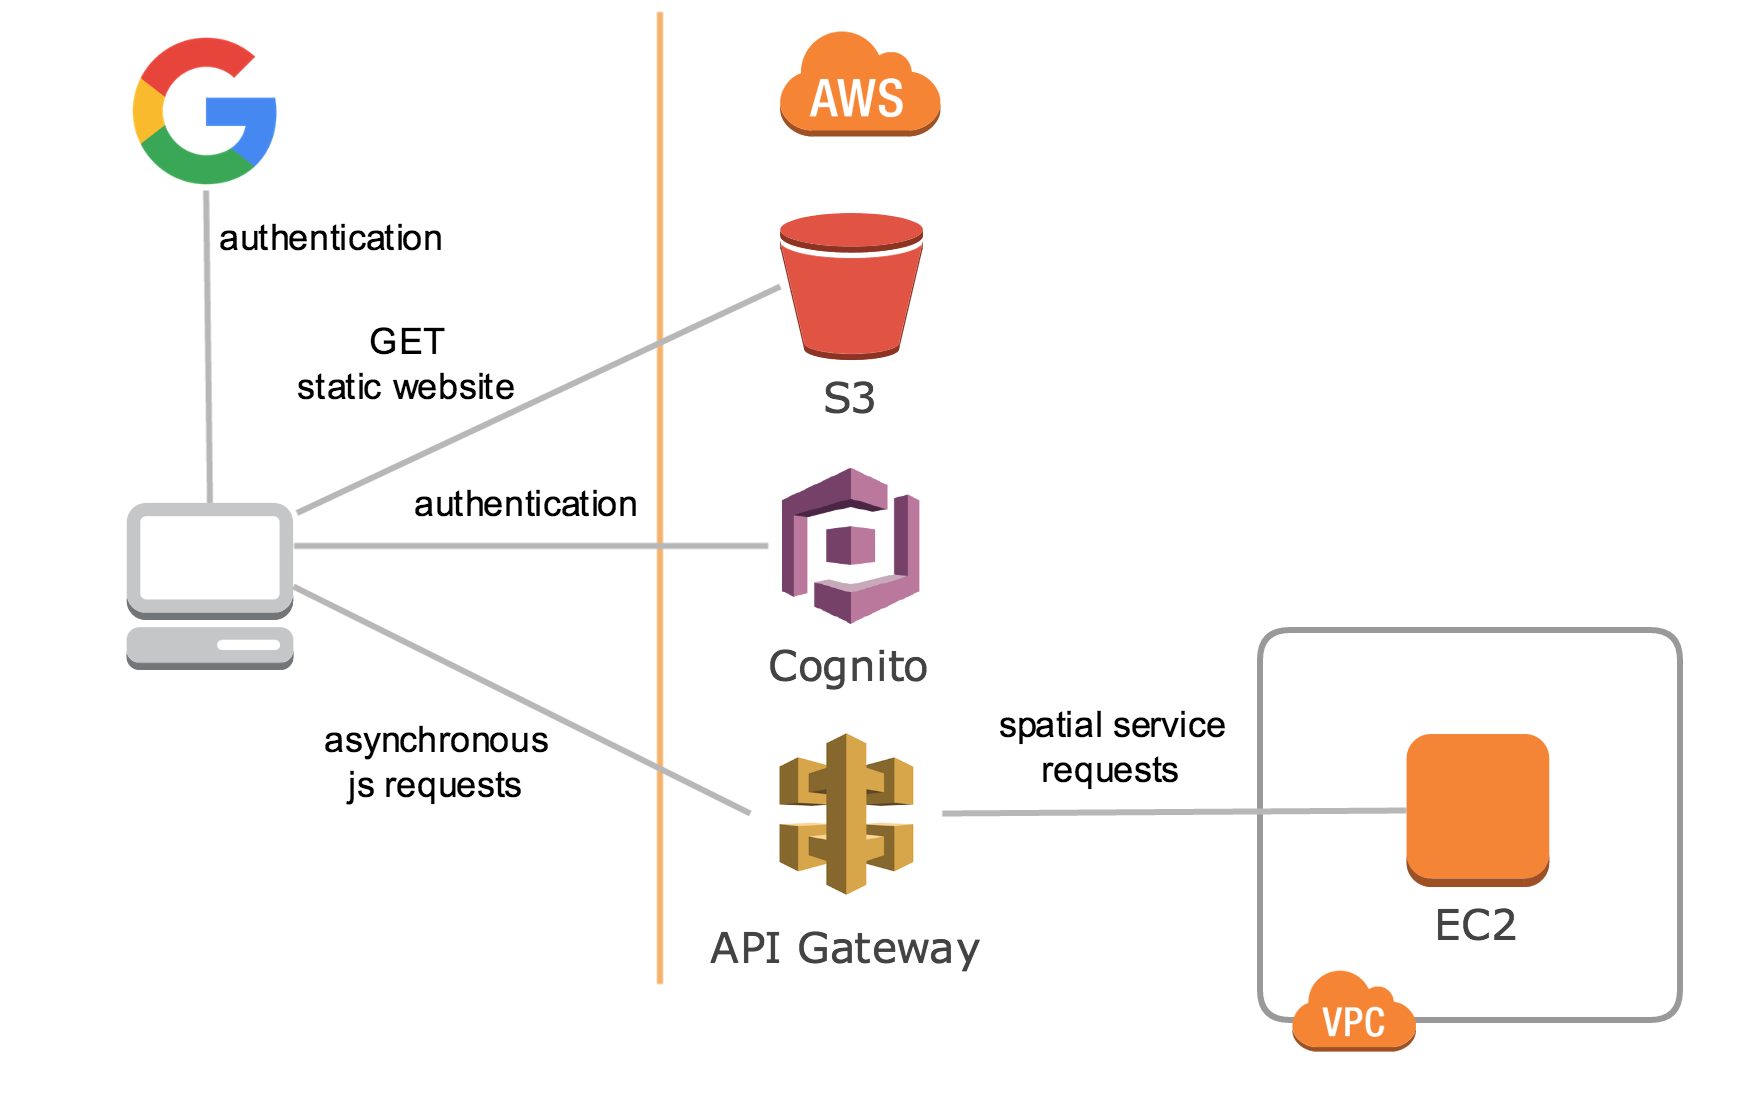 AWS
authentication
GET
static website
S3
authentication
Cognito
asynchronous
js requests
spatial service
requests
API Gateway
EC2
VPC